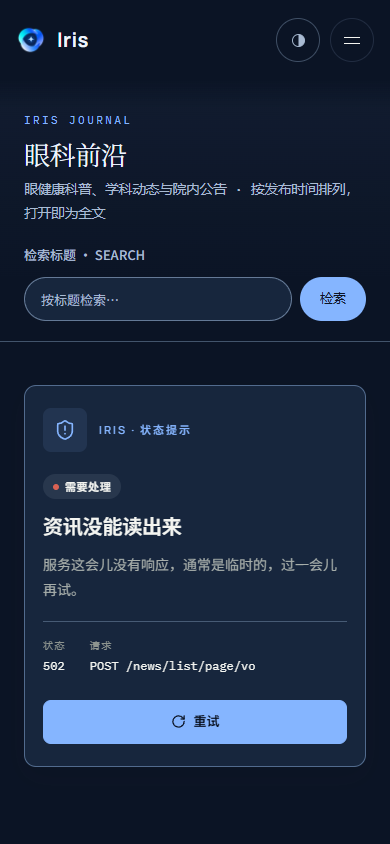 Iris
IRIS JOURNAL
眼科前沿
眼健康科普、学科动态与院内公告 · 按发布时间排列，
打开即为全文
检索标题 · SEARCH
按标题检索…
检索
IRIS · 状态提示
需要处理
资讯没能读出来
服务这会儿没有响应，通常是临时的，过一会儿
再试。
状态 请求
502 POST /news/list/page/vo
重试